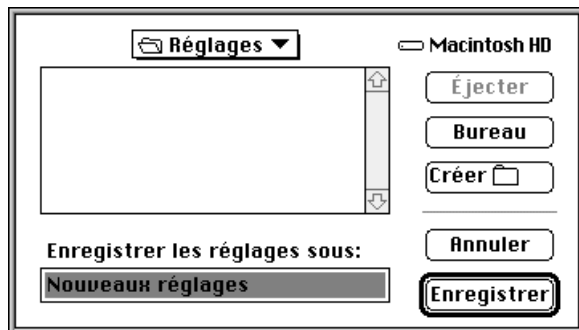 Réglages
Macintosh HD
Éjecter
Bureau
Créer
Enregistrer les réglages sous:
Annuler
Nouveaux réglages
Enregistrer